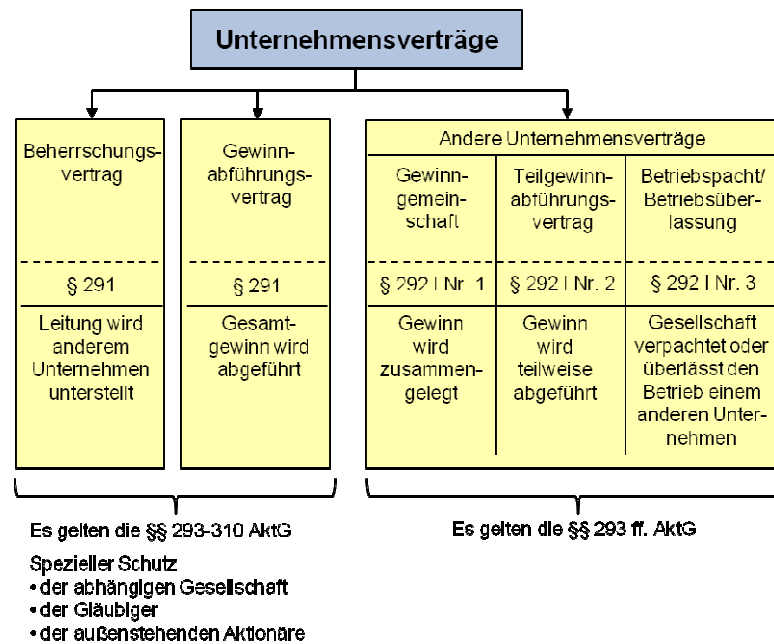 Unternehmensverträge
Beherrschungs-
vertrag
§ 291
Leitung wird
anderem
Unternehmen
unterstellt
Gewinn-
abführungs-
vertrag
§ 291
Gesamt-
gewinn wird
abgeführt
Andere Unternehmensverträge
Gewinn-
gemein-
schaft
§ 292 I Nr. 1
Gewinn
wird
zusammen-
gelegt
Teilgewinn-
abführungs-
vertrag
§ 292 I Nr. 2
Gewinn
wird
teilweise
abgeführt
Betriebspacht/
Betriebsüber-
lassung
§ 292 I Nr. 3
Gesellschaft
verpachtet oder
überlässt den
Betrieb einem
anderen Unter-
nehmen
Es gelten die §§ 293-310 AktG
Spezieller Schutz
• der abhängigen Gesellschaft
• der Gläubiger
• der außenstehenden Aktionäre
Es gelten die §§ 293 ff. AktG